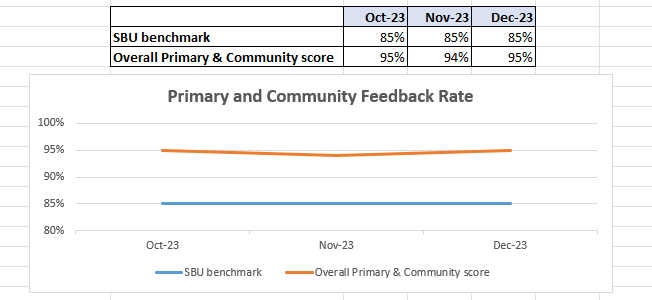 Oct-23 Nov-23 Dec-23
SBU benchmark 85% 85% 85%
Overall Primary & Community score 95% 94% 95%
Primary and Community Feedback Rate
100%
95%
90%
85%
80%
Oct-23 Nov-23 Dec-23
SBU benchmark Overall Primary & Community score